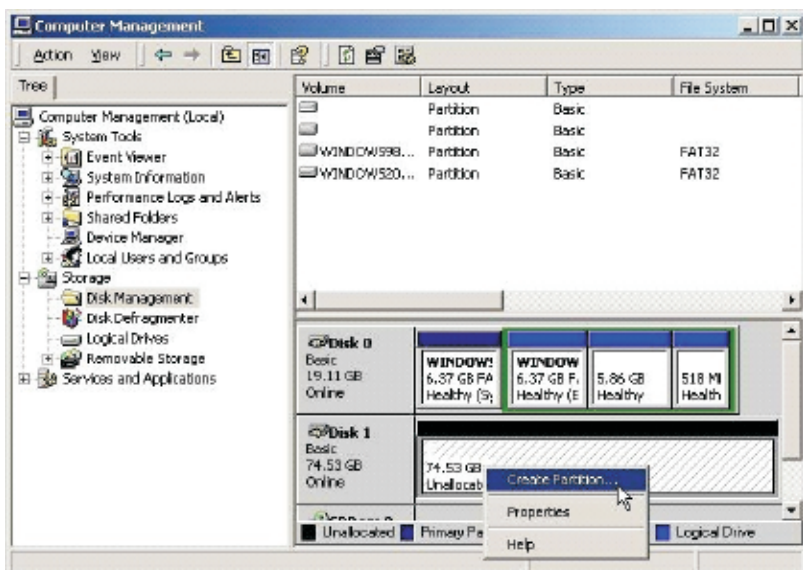 Computer Management
Action View
Tree
Computer Management (Local)
System Tools
Event Viewer
System Information
Performance Logs and Alerts
Shared Folders
Device Manager
Local Users and Groups
Storage
Disk Management
Disk Defragmenter
Logical Drives
Removable Storage
Services and Applications
Volume Layout Type File System
Partition Basic
Partition Basic
WINDOWS98... Partition Basic FAT32
WINDOWS20... Partition Basic FAT32
Disk 0
Basic
19.11 GB
Online
WINDOWS
6.37 GB FA
Healthy (Sy
WINDOW
6.37 GB F.
Healthy (E
5.86 GB
Healthy
518 M
Health
Disk 1
Basic
74.53 GB
Online
74.53 GB
Unallocab
Create Partition...
Properties
Help
Unallocated Primary Pa Logical Drive